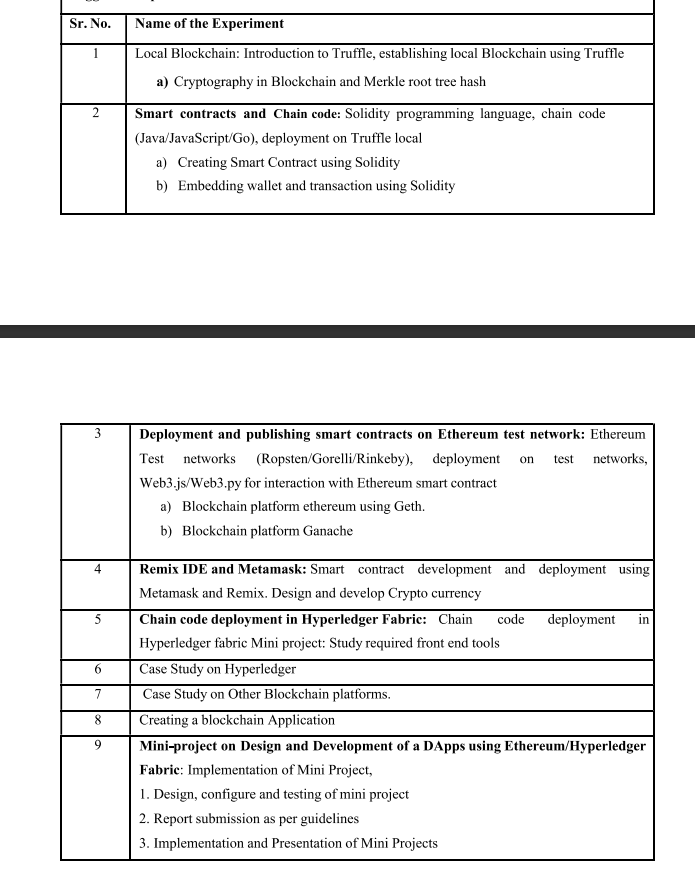 Sr. No. Name of the Experiment
1 Local Blockchain: Introduction to Truffle, establishing local Blockchain using Truffle
a) Cryptography in Blockchain and Merkle root tree hash
2 Smart contracts and Chain code: Solidity programming language, chain code
(Java/JavaScript/Go), deployment on Truffle local
a) Creating Smart Contract using Solidity
b) Embedding wallet and transaction using Solidity
3 Deployment and publishing smart contracts on Ethereum test network: Ethereum
Test networks (Ropsten/Gorelli/Rinkeby), deployment on test networks,
Web3.js/Web3.py for interaction with Ethereum smart contract
a) Blockchain platform ethereum using Geth.
b) Blockchain platform Ganache
4 Remix IDE and Metamask: Smart contract development and deployment using
Metamask and Remix. Design and develop Crypto currency
5 Chain code deployment in Hyperledger Fabric: Chain code deployment in
Hyperledger fabric Mini project: Study required front end tools
6 Case Study on Hyperledger
7 Case Study on Other Blockchain platforms.
8 Creating a blockchain Application
9 Mini-project on Design and Development of a DApps using Ethereum/Hyperledger
Fabric: Implementation of Mini Project,
1. Design, configure and testing of mini project
2. Report submission as per guidelines
3. Implementation and Presentation of Mini Projects